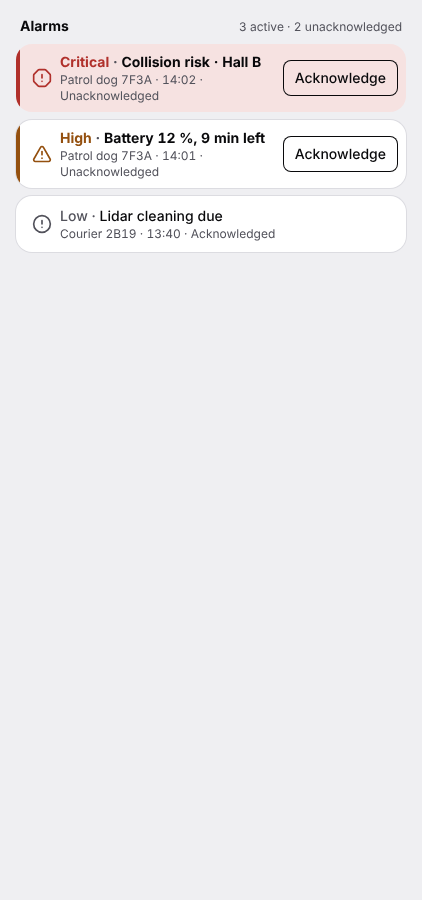 Alarms
3 active · 2 unacknowledged
Critical · Collision risk · Hall B
Patrol dog 7F3A · 14:02 ·
Unacknowledged
Acknowledge
High · Battery 12 %, 9 min left
Patrol dog 7F3A · 14:01 ·
Unacknowledged
Acknowledge
Low · Lidar cleaning due
Courier 2B19 · 13:40 · Acknowledged